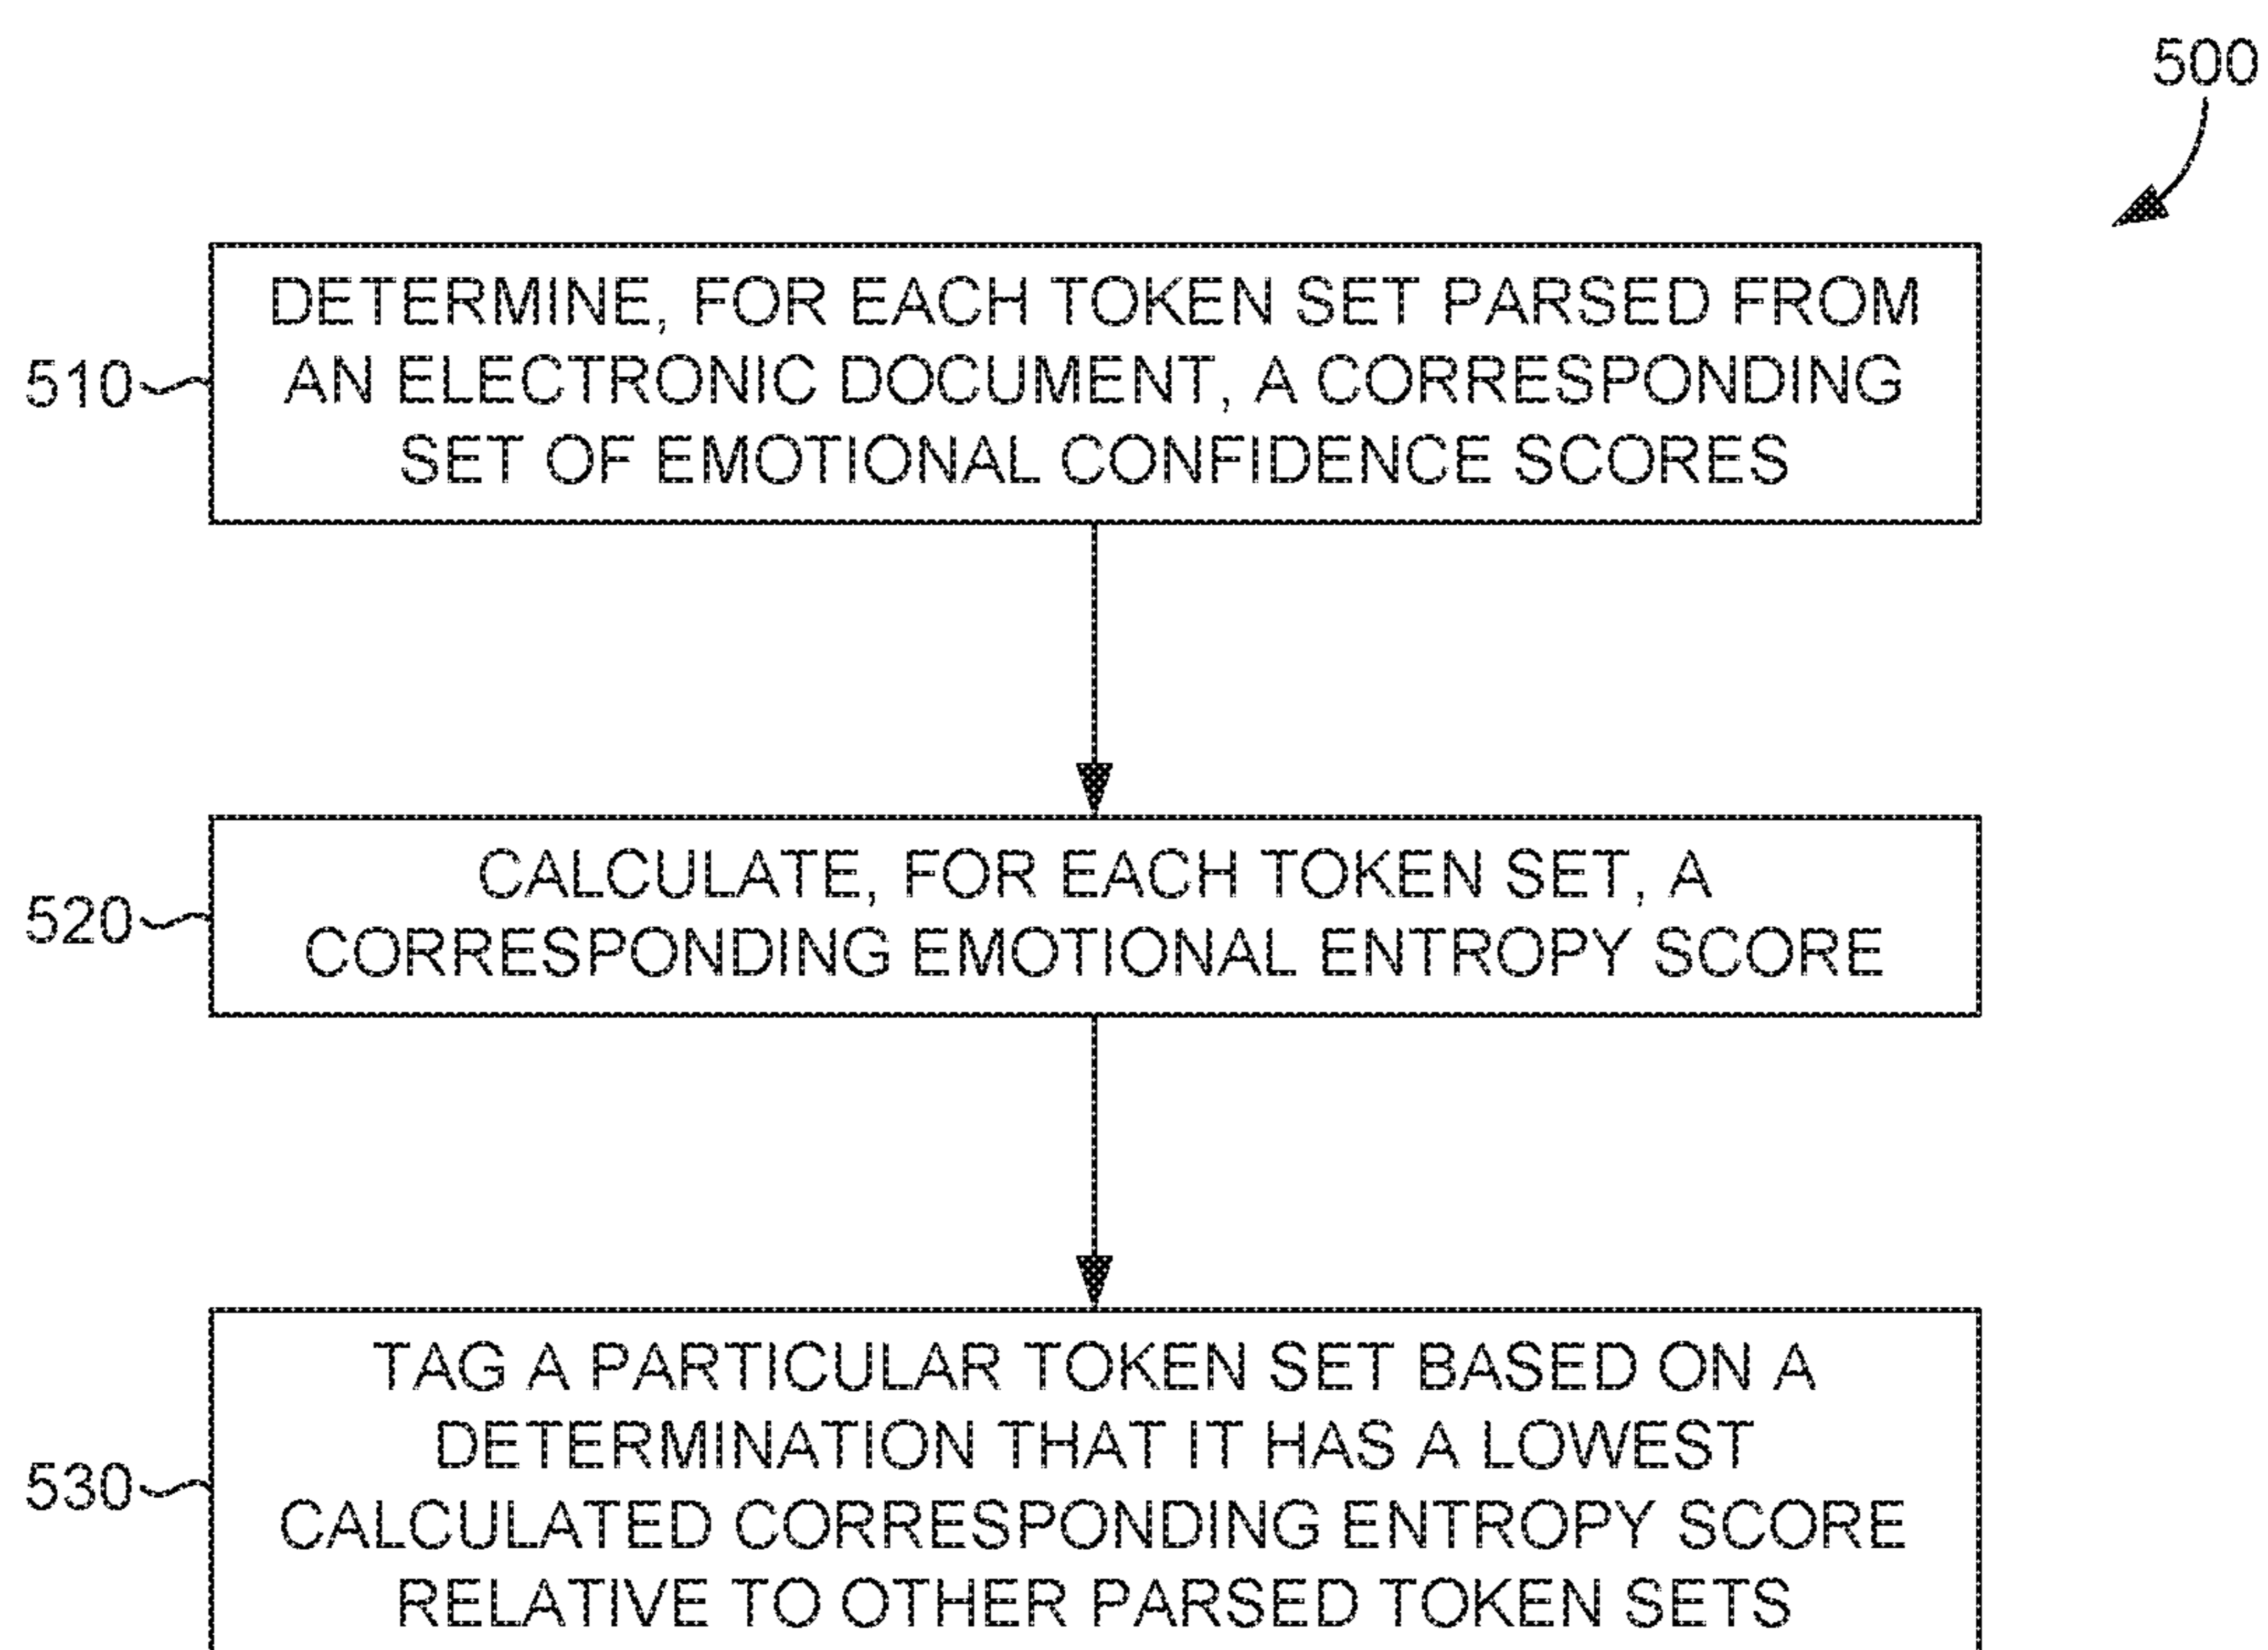 500
DETERMINE, FOR EACH TOKEN SET PARSED FROM
510 AN ELECTRONIC DOCUMENT, A CORRESPONDING
SET OF EMOTIONAL CONFIDENCE SCORES
CALCULATE, FOR EACH TOKEN SET, A
520 CORRESPONDING EMOTIONAL ENTROPY SCORE
TAG A PARTICULAR TOKEN SET BASED ON A
DETERMINATION THAT IT HAS A LOWEST
530 CALCULATED CORRESPONDING ENTROPY SCORE
RELATIVE TO OTHER PARSED TOKEN SETS